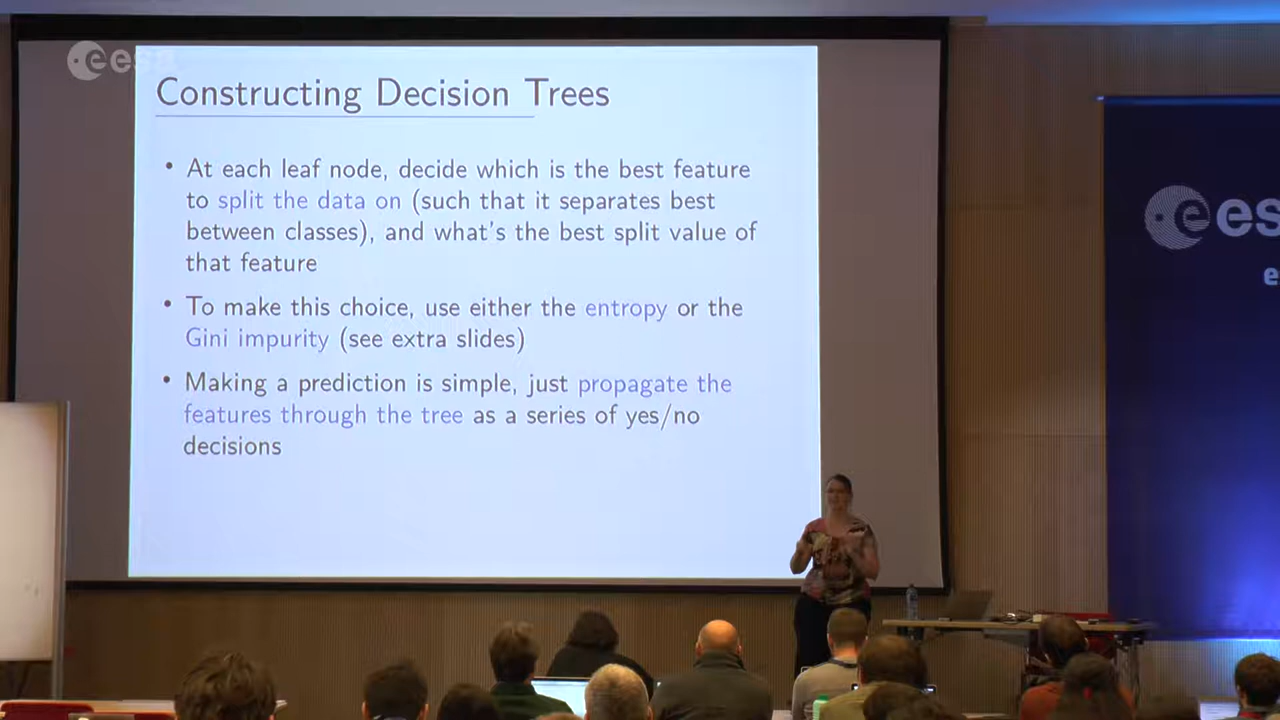 esa
Constructing Decision Trees
• At each leaf node, decide which is the best feature
to split the data on (such that it separates best
between classes), and what's the best split value of
that feature
• To make this choice, use either the entropy or the
Gini impurity (see extra slides)
• Making a prediction is simple, just propagate the
features through the tree as a series of yes/no
decisions
es
e